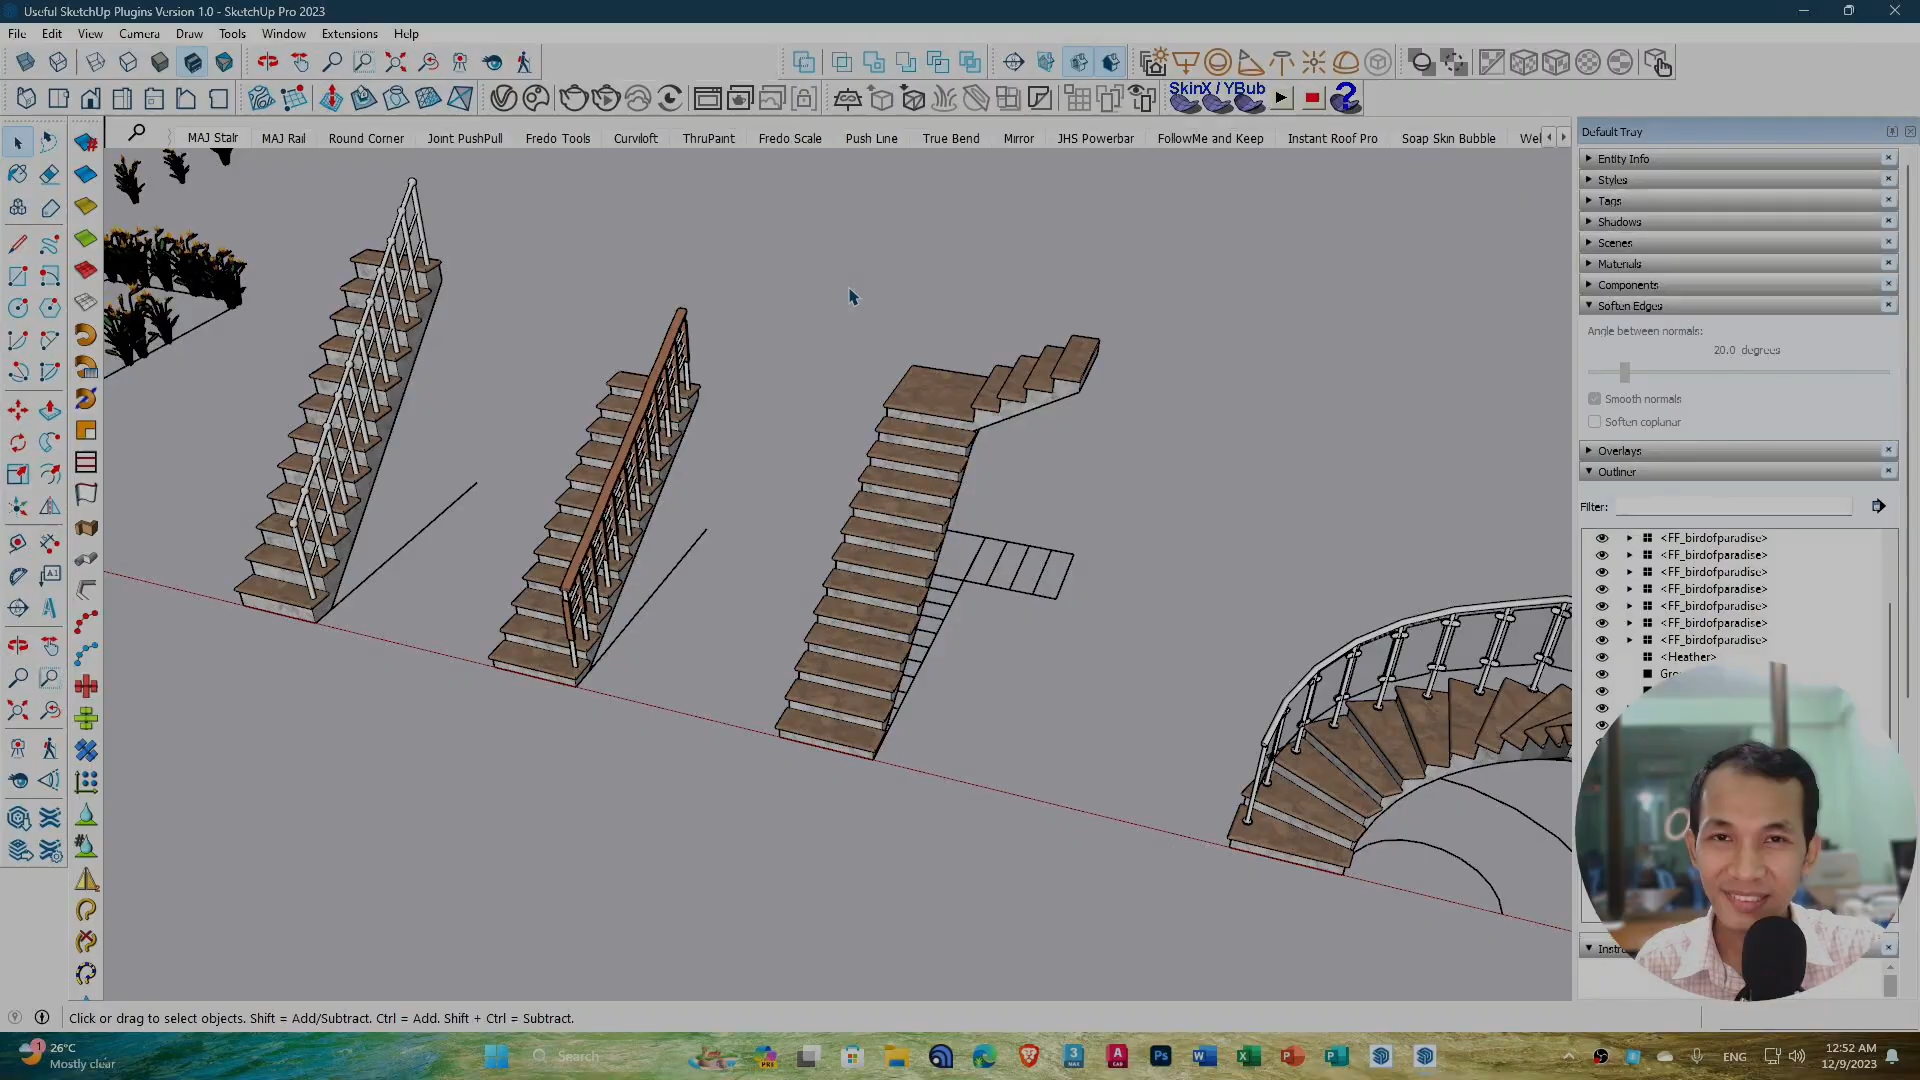 Useful SketchUp Plugins Version 1.0 - SketchUp Pro 2023
File Edit View Camera Draw Tools Window Extensions Help
SkinX / YBub
MAJ Stair MAJ Rail Round Corner Joint PushPull Fredo Tools Curviloft ThruPaint Fredo Scale Push Line True Bend Mirror JHS Powerbar FollowMe and Keep Instant Roof Pro Soap Skin Bubble
Default Tray
Entity Info
Styles
Tags
Shadows
Scenes
Materials
Components
Soften Edges
Angle between normals:
20.0 degrees
Smooth normals
Soften coplanar
Overlays
Outliner
Filter:
<FF_birdofparadise>
<FF_birdofparadise>
<FF_birdofparadise>
<FF_birdofparadise>
<FF_birdofparadise>
<FF_birdofparadise>
<FF_birdofparadise>
<Heather>
Click or drag to select objects. Shift = Add/Subtract. Ctrl = Add. Shift + Ctrl = Subtract.
26°C
Mostly clear
Search
ENG
12:52 AM
12/9/2023